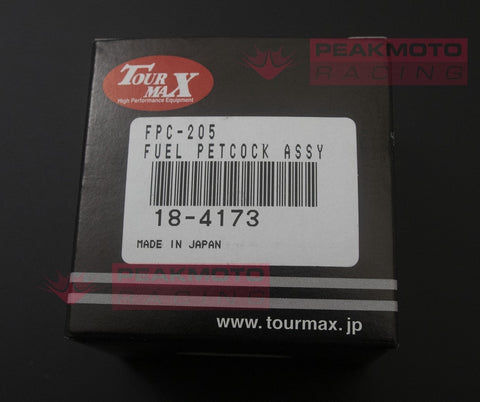 PEAKMOTO
RACING
TOUR
MAX
High Performance Equipment
FPC-205
FUEL PETCOCK ASSY
18-4173
MADE IN JAPAN
PEAKMOTO
RACING
www.tourmax.jp